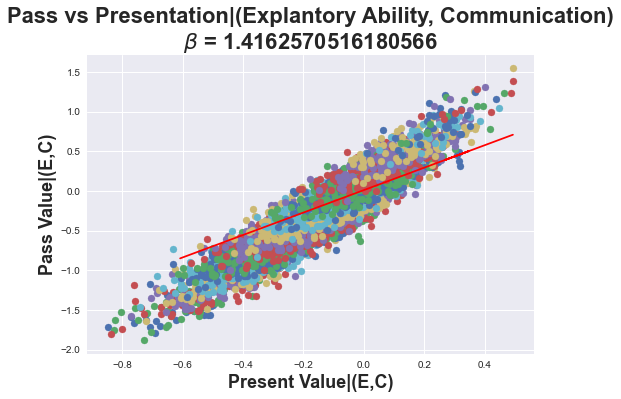 Pass vs Presentation|(Explantory Ability, Communication)
β = 1.4162570516180566
1.5
1.0
0.5
0.0
−0.5
−1.0
−1.5
−2.0
Pass Value|(E,C)
−0.8 −0.6 −0.4 −0.2 0.0 0.2 0.4
Present Value|(E,C)